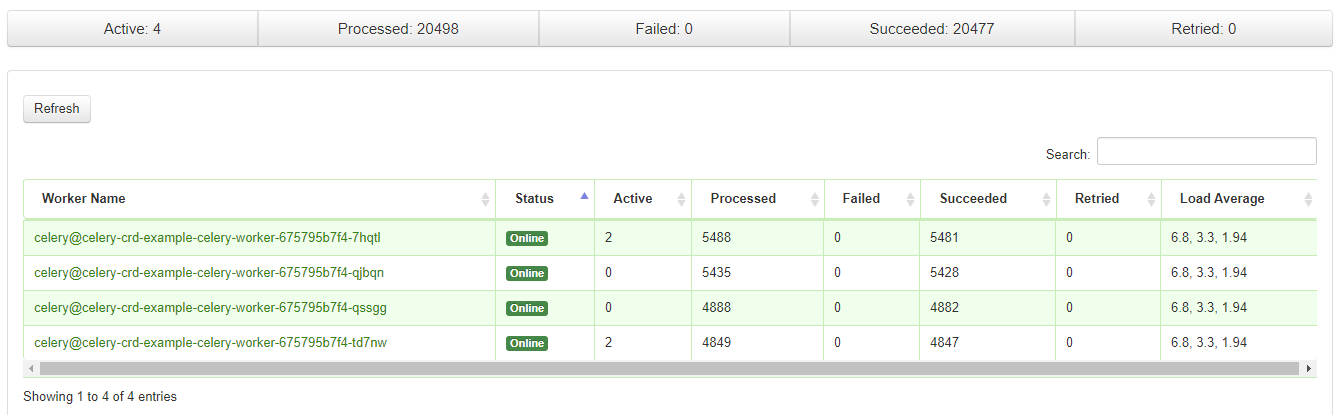 Active: 4 Processed: 20498 Failed: 0 Succeeded: 20477 Retried: 0
Refresh
Search:
Worker Name Status Active Processed Failed Succeeded Retried Load Average
celery@celery-crd-example-celery-worker-675795b7f4-7hqtl Online 2 5488 0 5481 0 6.8, 3.3, 1.94
celery@celery-crd-example-celery-worker-675795b7f4-qjbqn Online 0 5435 0 5428 0 6.8, 3.3, 1.94
celery@celery-crd-example-celery-worker-675795b7f4-qssgg Online 0 4888 0 4882 0 6.8, 3.3, 1.94
celery@celery-crd-example-celery-worker-675795b7f4-td7nw Online 2 4849 0 4847 0 6.8, 3.3, 1.94
Showing 1 to 4 of 4 entries